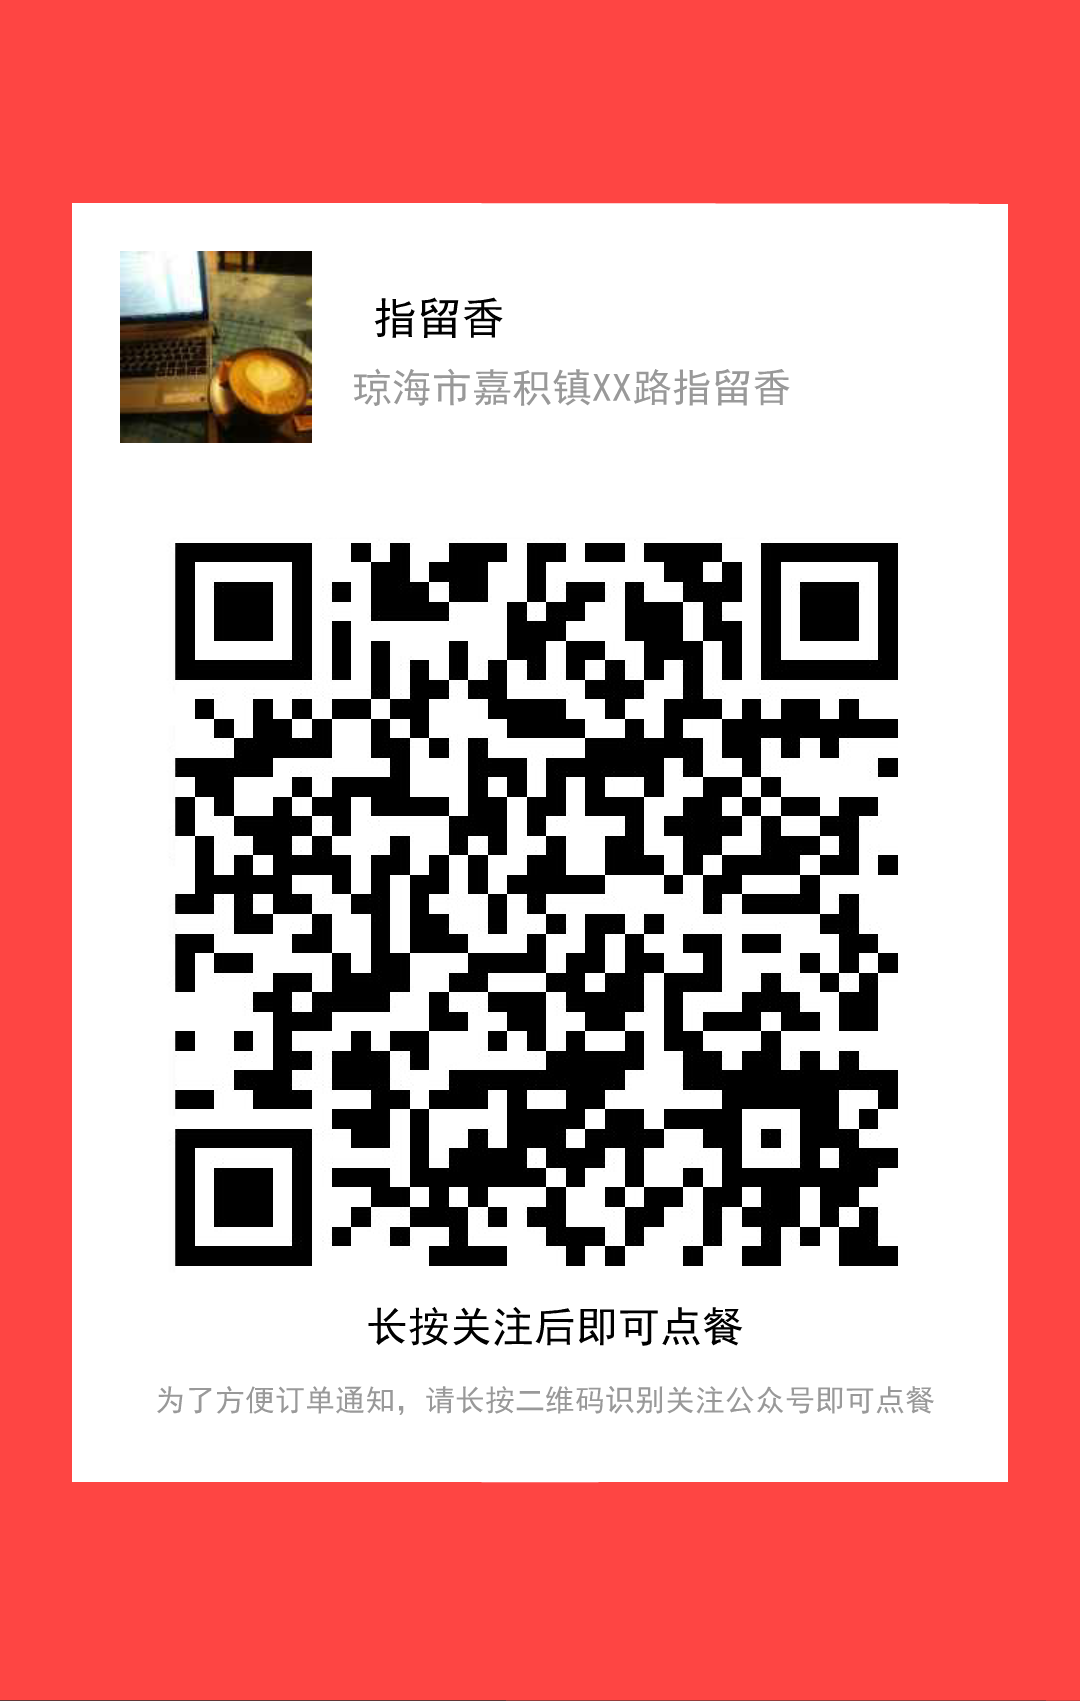 指留香
琼海市嘉积镇XX路指留香
长按关注后即可点餐
为了方便订单通知，请长按二维码识别关注公众号即可点餐